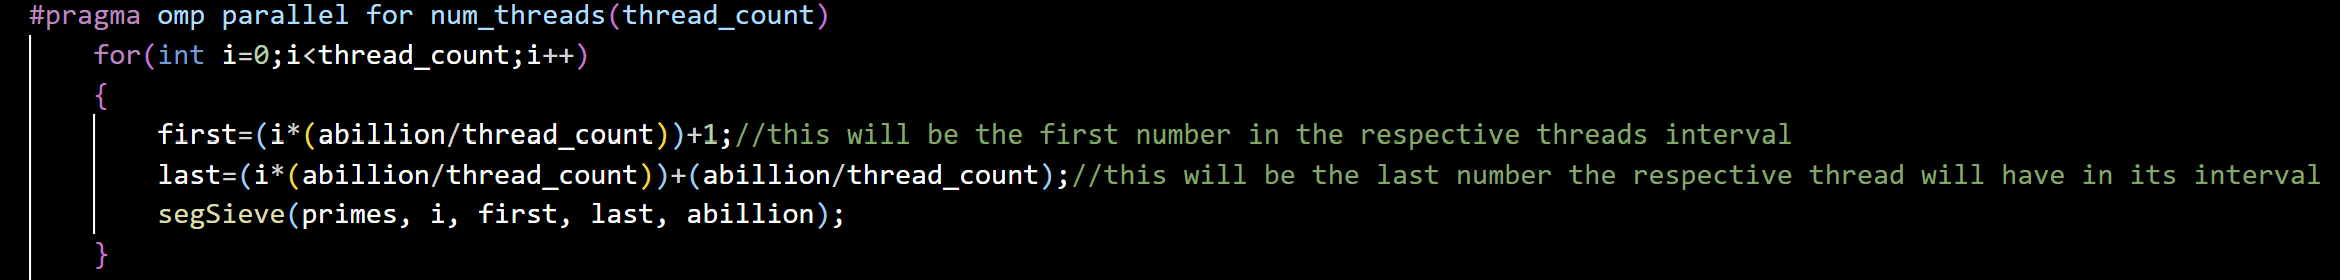 #pragma omp parallel for num_threads(thread_count)
for(int i=0;i<thread_count;i++)
{
first=(i*(abillion/thread_count))+1;//this will be the first number in the respective threads interval
last=(i*(abillion/thread_count))+(abillion/thread_count);//this will be the last number the respective thread will have in its interval
segSieve(primes, i, first, last, abillion);
}